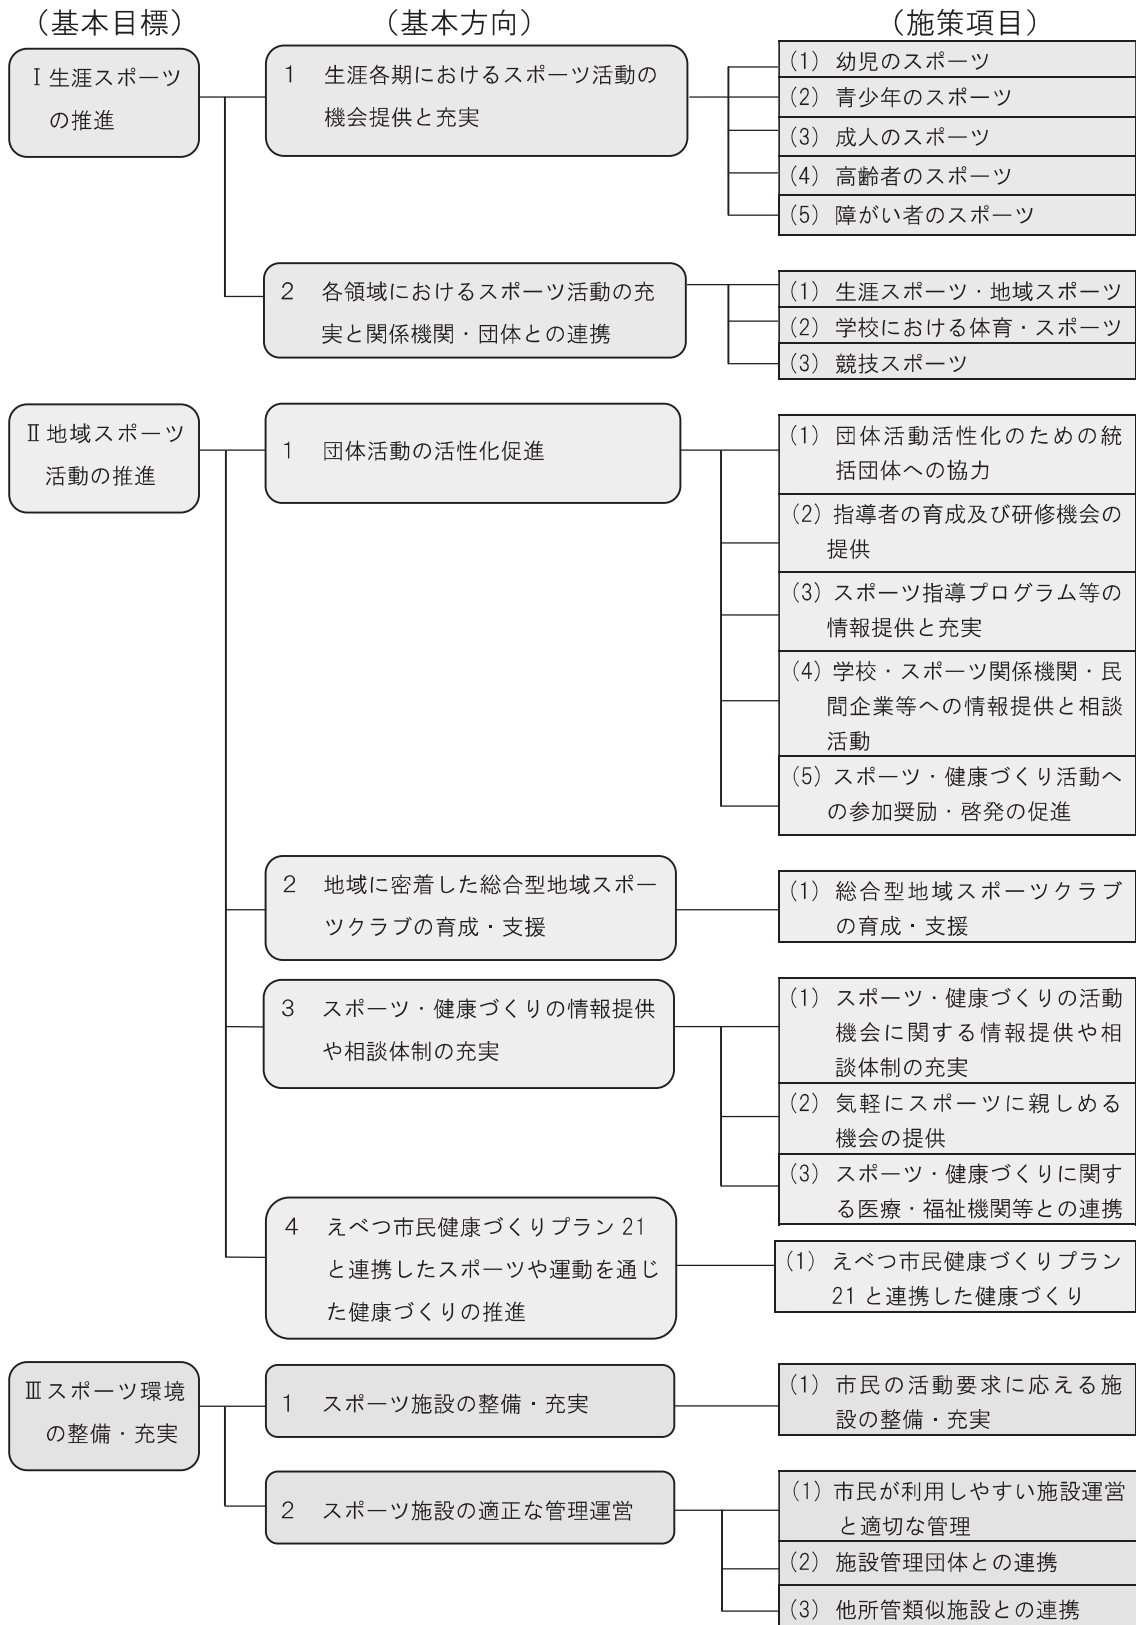 （基本目標）
（基本方向）
（施策項目）
Ⅰ 生涯スポーツ
の推進
1 生涯各期におけるスポーツ活動の
機会提供と充実
(1) 幼児のスポーツ
(2) 青少年のスポーツ
(3) 成人のスポーツ
(4) 高齢者のスポーツ
(5) 障がい者のスポーツ
2 各領域におけるスポーツ活動の充
実と関係機関・団体との連携
(1) 生涯スポーツ・地域スポーツ
(2) 学校における体育・スポーツ
(3) 競技スポーツ
Ⅱ 地域スポーツ
活動の推進
1 団体活動の活性化促進
(1) 団体活動活性化のための統
括団体への協力
(2) 指導者の育成及び研修機会の
提供
(3) スポーツ指導プログラム等の
情報提供と充実
(4) 学校・スポーツ関係機関・民
間企業等への情報提供と相談
活動
(5) スポーツ・健康づくり活動へ
の参加奨励・啓発の促進
2 地域に密着した総合型地域スポー
ツクラブの育成・支援
(1) 総合型地域スポーツクラブ
の育成・支援
3 スポーツ・健康づくりの情報提供
や相談体制の充実
(1) スポーツ・健康づくりの活動
機会に関する情報提供や相
談体制の充実
(2) 気軽にスポーツに親しめる
機会の提供
(3) スポーツ・健康づくりに関す
る医療・福祉機関等との連携
4 えべつ市民健康づくりプラン 21
と連携したスポーツや運動を通じ
た健康づくりの推進
(1) えべつ市民健康づくりプラン
21 と連携した健康づくり
Ⅲ スポーツ環境
の整備・充実
1 スポーツ施設の整備・充実
(1) 市民の活動要求に応える施
設の整備・充実
2 スポーツ施設の適正な管理運営
(1) 市民が利用しやすい施設運営
と適切な管理
(2) 施設管理団体との連携
(3) 他所管類似施設との連携